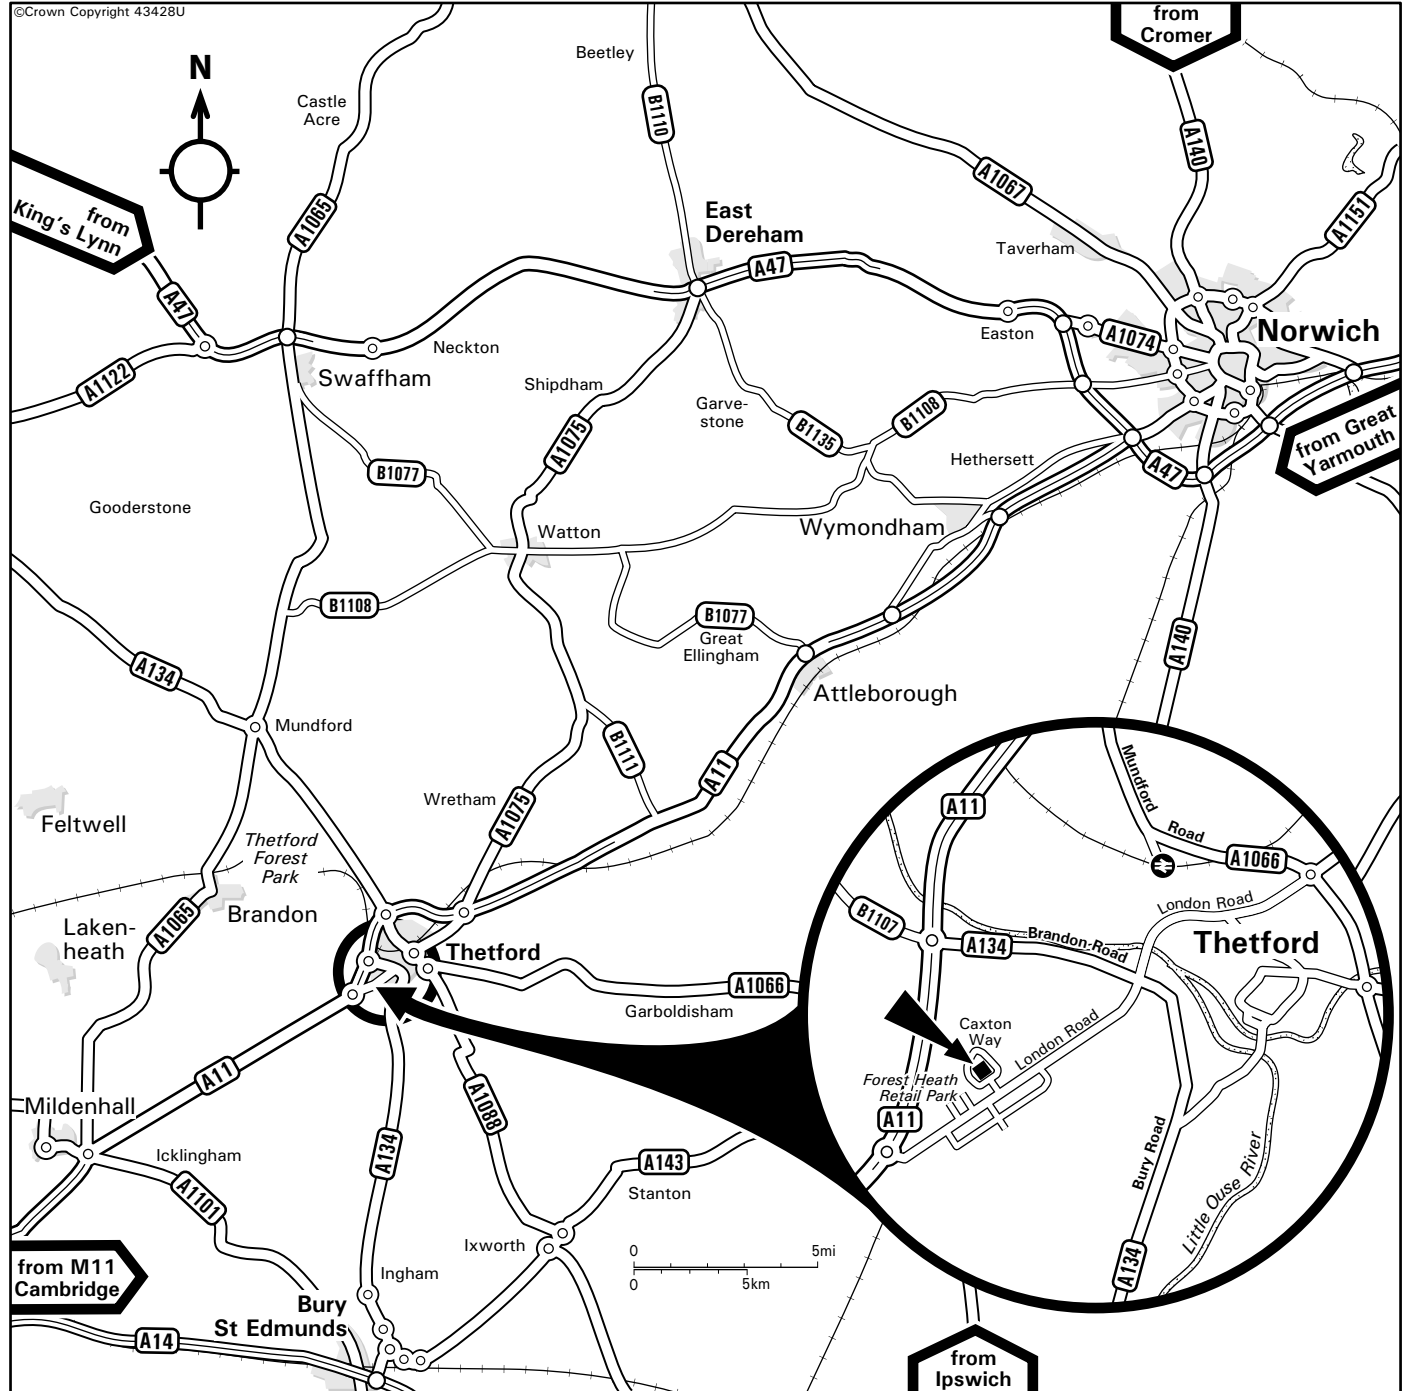 ©Crown Copyright 43428U
from
Cromer
N
Beetley
Castle
Acre
B1110
A140
A1067
from
King's Lynn
A1065
East
Dereham
A1151
Taverham
A47
A47
Easton
A1074
Norwich
Neckton
A1122
Swaffham
Shipdham
Garve-
stone
B1108
B1135
from Great
Yarmouth
A1075
Hethersett
A47
B1077
Gooderstone
Watton
Wymondham
B1108
B1077
Great
Ellingham
A140
A134
Attleborough
Mundford
B1111
A11
Wretham
A1075
Feltwell
Thetford
Forest
Park
Brandon
Laken-
heath
A1065
Thetford
A1066
Garboldisham
A11
Mildenhall
A1088
A134
Icklingham
A1101
A143
Stanton
Ixworth
0
5mi
0
5km
from M11
Cambridge
Ingham
Bury
St Edmunds
A14
from
Ipswich
Mundford
Road
A11
A1066
London Road
B1107
A134
Brandon Road
Thetford
Caxton
Way
London Road
Forest Heath
Retail Park
A11
Bury Road
Little Ouse River
A134